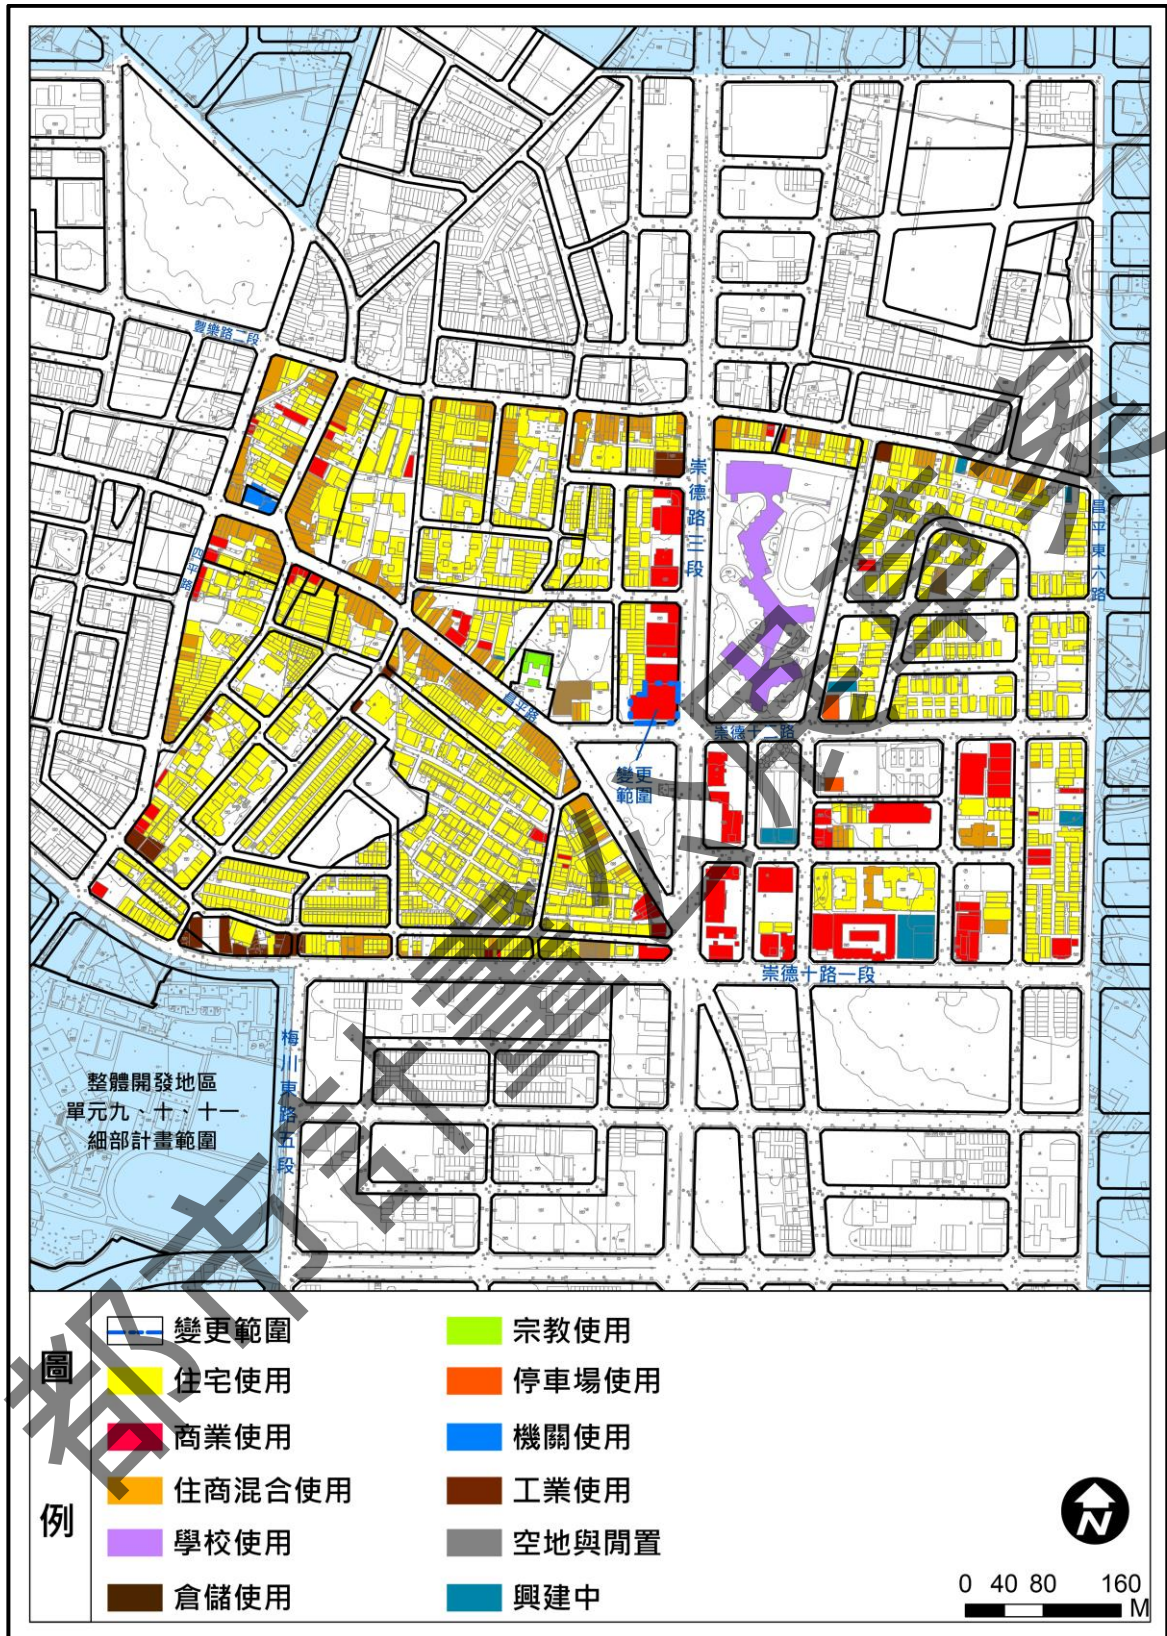 豐樂路二段
崇德路三段
昌平東六路
四平路
昌平路
崇德十二路
變更
範圍
崇德十路一段
梅川東路五段
整體開發地區
單元九、十、十一
細部計畫範圍
圖例
變更範圍
住宅使用
商業使用
住商混合使用
學校使用
倉儲使用
宗教使用
停車場使用
機關使用
工業使用
空地與閒置
興建中
N
0 40 80 160
M
都市計畫公民提案